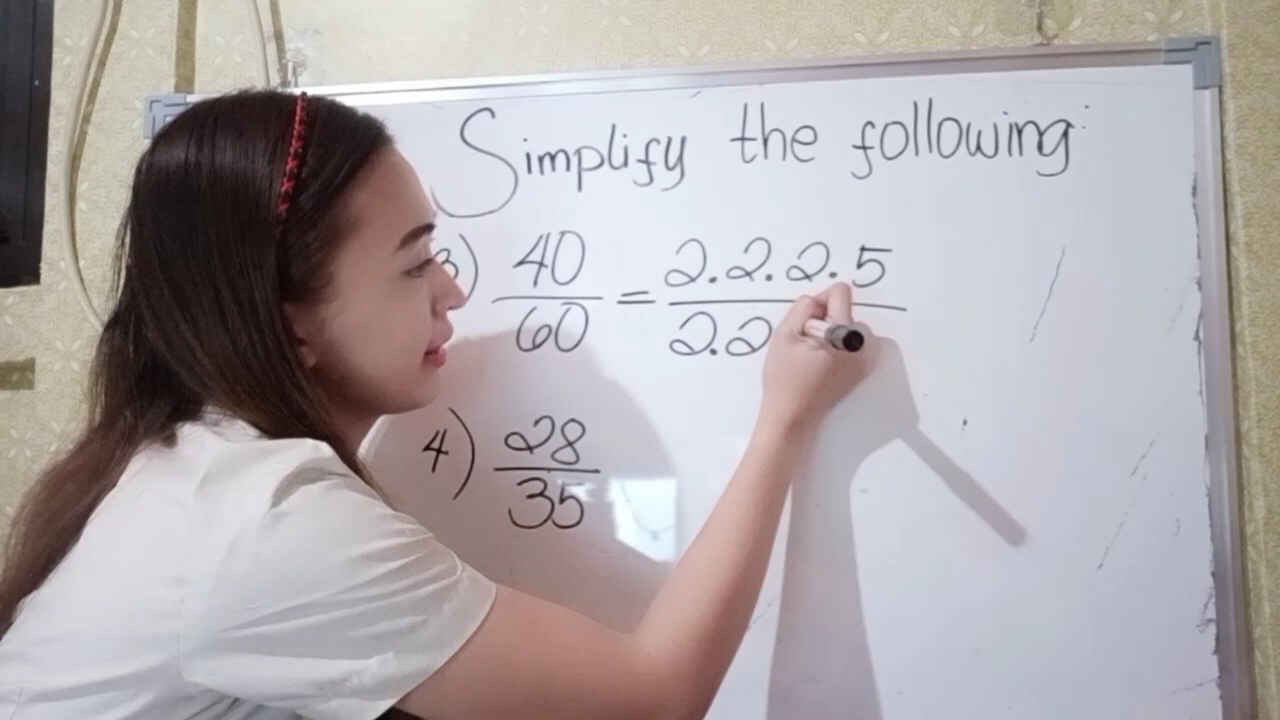 Simplify the following
3) 40/60 = 2.2.2.5/2.2
4) 28/35